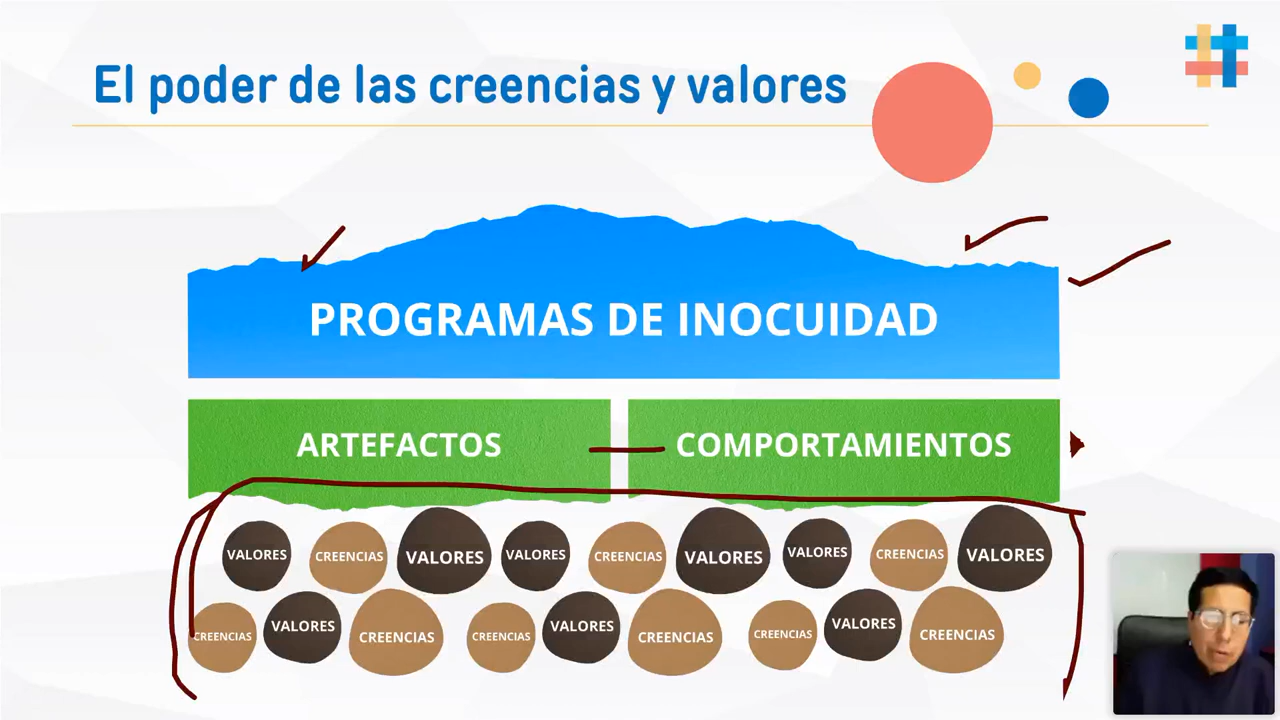 El poder de las creencias y valores
PROGRAMAS DE INOCUIDAD
ARTEFACTOS COMPORTAMIENTOS
VALORES CREENCIAS VALORES VALORES CREENCIAS VALORES VALORES CREENCIAS VALORES
CREENCIAS VALORES CREENCIAS CREENCIAS VALORES CREENCIAS CREENCIAS VALORES CREENCIAS